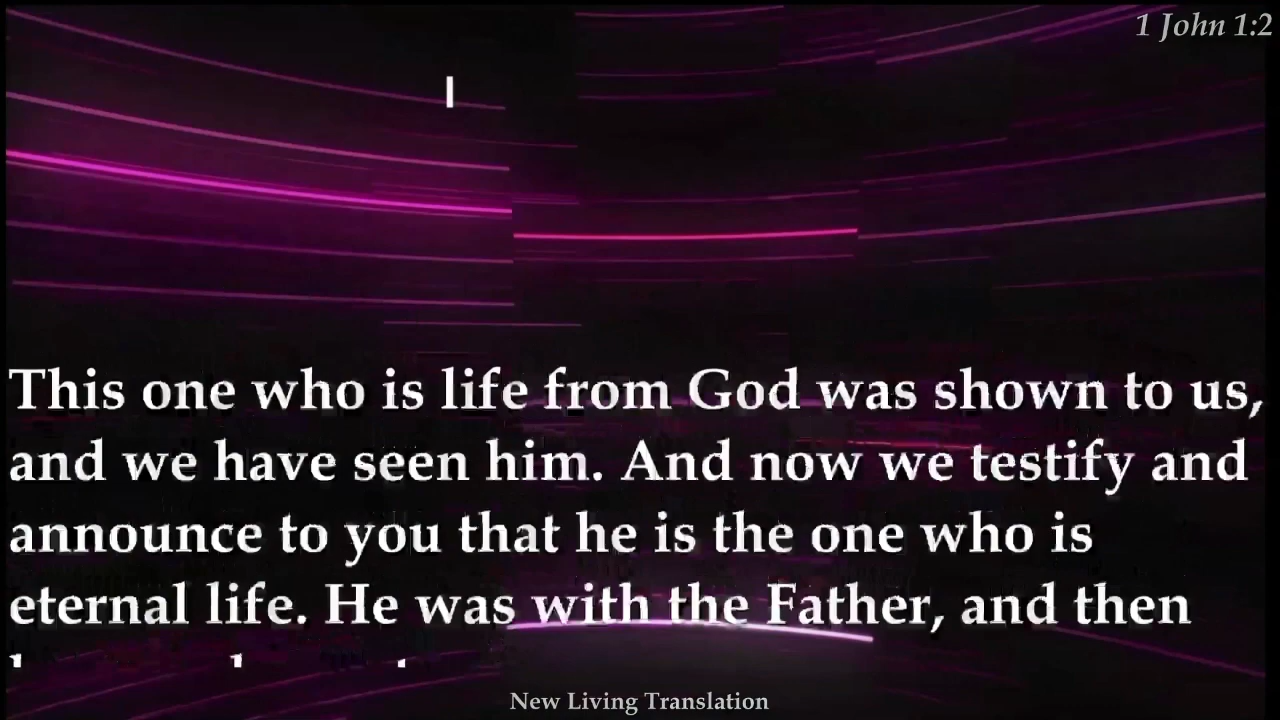 1 John 1:2
This one who is life from God was shown to us,
and we have seen him. And now we testify and
announce to you that he is the one who is
eternal life. He was with the Father, and then
New Living Translation